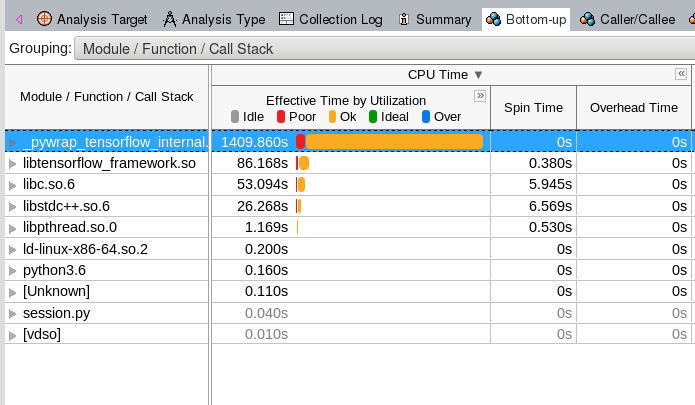 Analysis Target Analysis Type Collection Log Summary Bottom-up Caller/Callee
Grouping: Module / Function / Call Stack
Module / Function / Call Stack
CPU Time ▼ «
Effective Time by Utilization »
Idle Poor Ok Ideal Over
Spin Time
Overhead Time
_pywrap_tensorflow_internal. 1409.860s 0s 0s
libtensorflow_framework.so 86.168s 0.380s 0s
libc.so.6 53.094s 5.945s 0s
libstdc++.so.6 26.268s 6.569s 0s
libpthread.so.0 1.169s 0.530s 0s
ld-linux-x86-64.so.2 0.200s 0s 0s
python3.6 0.160s 0s 0s
[Unknown] 0.110s 0s 0s
session.py 0.040s 0s 0s
[vdso] 0.010s 0s 0s